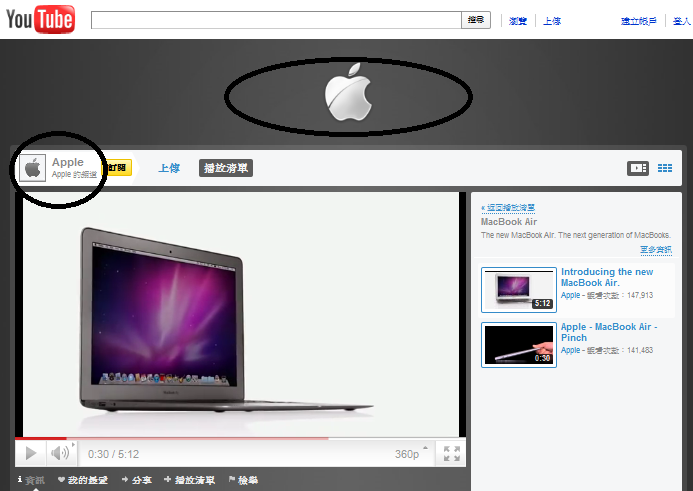 YouTube 搜尋 瀏覽 上傳 建立帳戶 登入
Apple
Apple 的頻道
訂閱 上傳 播放清單
« 返回播放清單
MacBook Air
The new MacBook Air. The next generation of MacBooks.
更多資訊
Introducing the new
MacBook Air.
Apple - 觀看次數：147,913
5:12
Apple - MacBook Air -
Pinch
Apple - 觀看次數：141,483
0:30
0:30 / 5:12 360p
資訊 我的最愛 分享 播放清單 檢舉